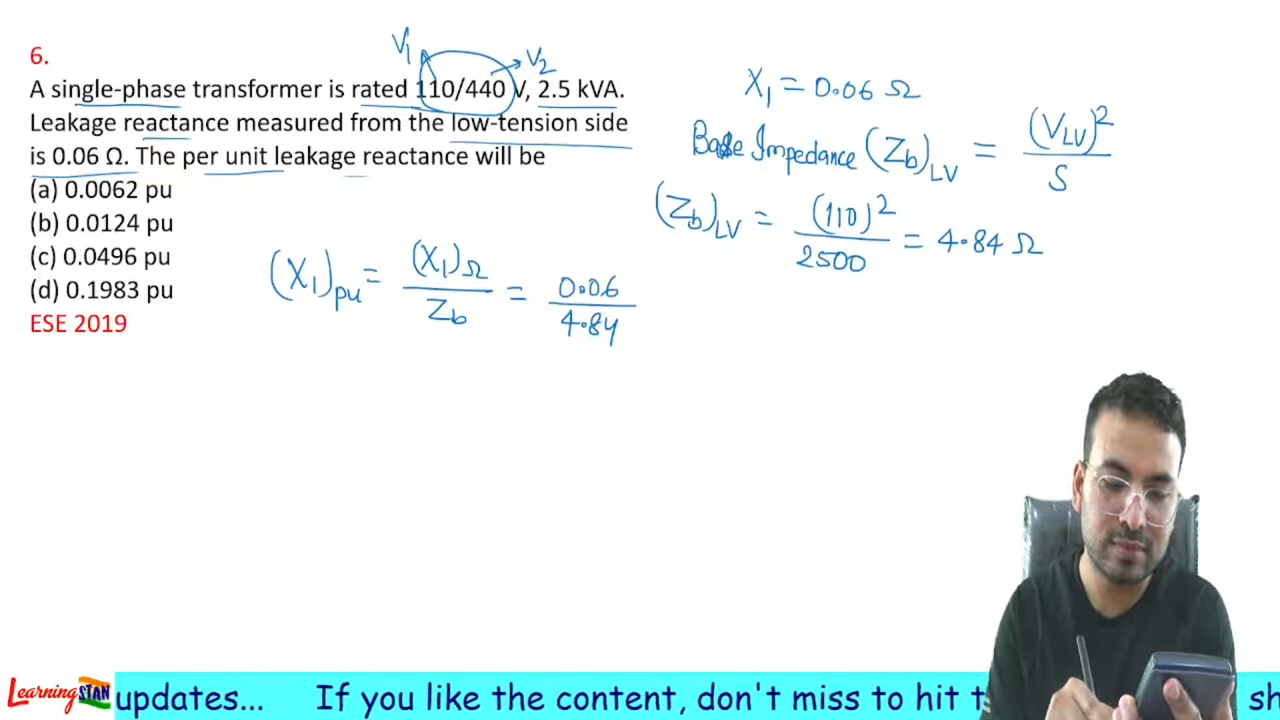 6.
V₁
V₂
A single-phase transformer is rated 110/440 V, 2.5 kVA.
Leakage reactance measured from the low-tension side
is 0.06 Ω. The per unit leakage reactance will be
(a) 0.0062 pu
(b) 0.0124 pu
(c) 0.0496 pu
(d) 0.1983 pu
ESE 2019
(X₁)pu = (X₁)Ω / Zb = 0.06 / 4.84
X₁ = 0.06 Ω
Base Impedance (Zb)LV = (VLV)² / S
(Zb)LV = (110)² / 2500 = 4.84 Ω
LearningSTAN
updates... If you like the content, don't miss to hit t
sh